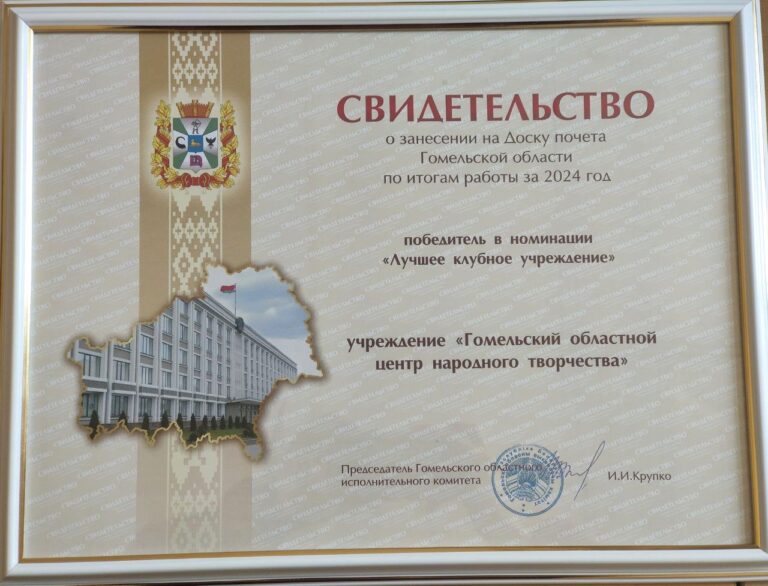 СВИДЕТЕЛЬСТВО
о занесении на Доску почета
Гомельской области
по итогам работы за 2024 год
победитель в номинации
«Лучшее клубное учреждение»
учреждение «Гомельский областной
центр народного творчества»
Председатель Гомельского областного
исполнительного комитета
И.И.Крупко